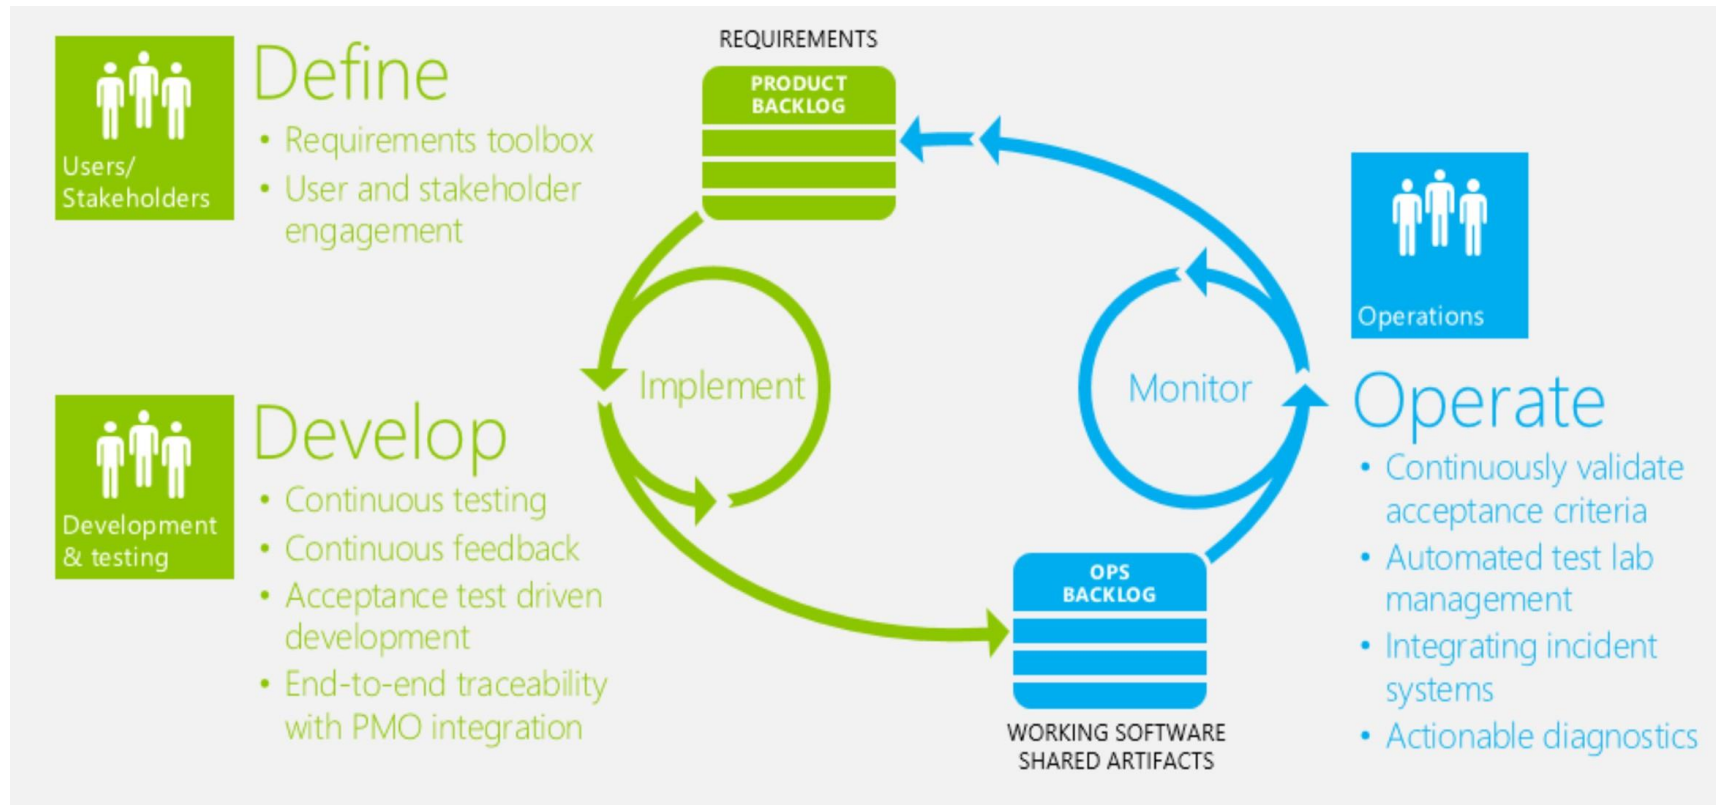 Users/
Stakeholders
Define
• Requirements toolbox
• User and stakeholder
engagement
Development
& testing
Develop
• Continuous testing
• Continuous feedback
• Acceptance test driven
development
• End-to-end traceability
with PMO integration
REQUIREMENTS
PRODUCT
BACKLOG
Implement
Monitor
OPS
BACKLOG
WORKING SOFTWARE
SHARED ARTIFACTS
Operations
Operate
• Continuously validate
acceptance criteria
• Automated test lab
management
• Integrating incident
systems
• Actionable diagnostics